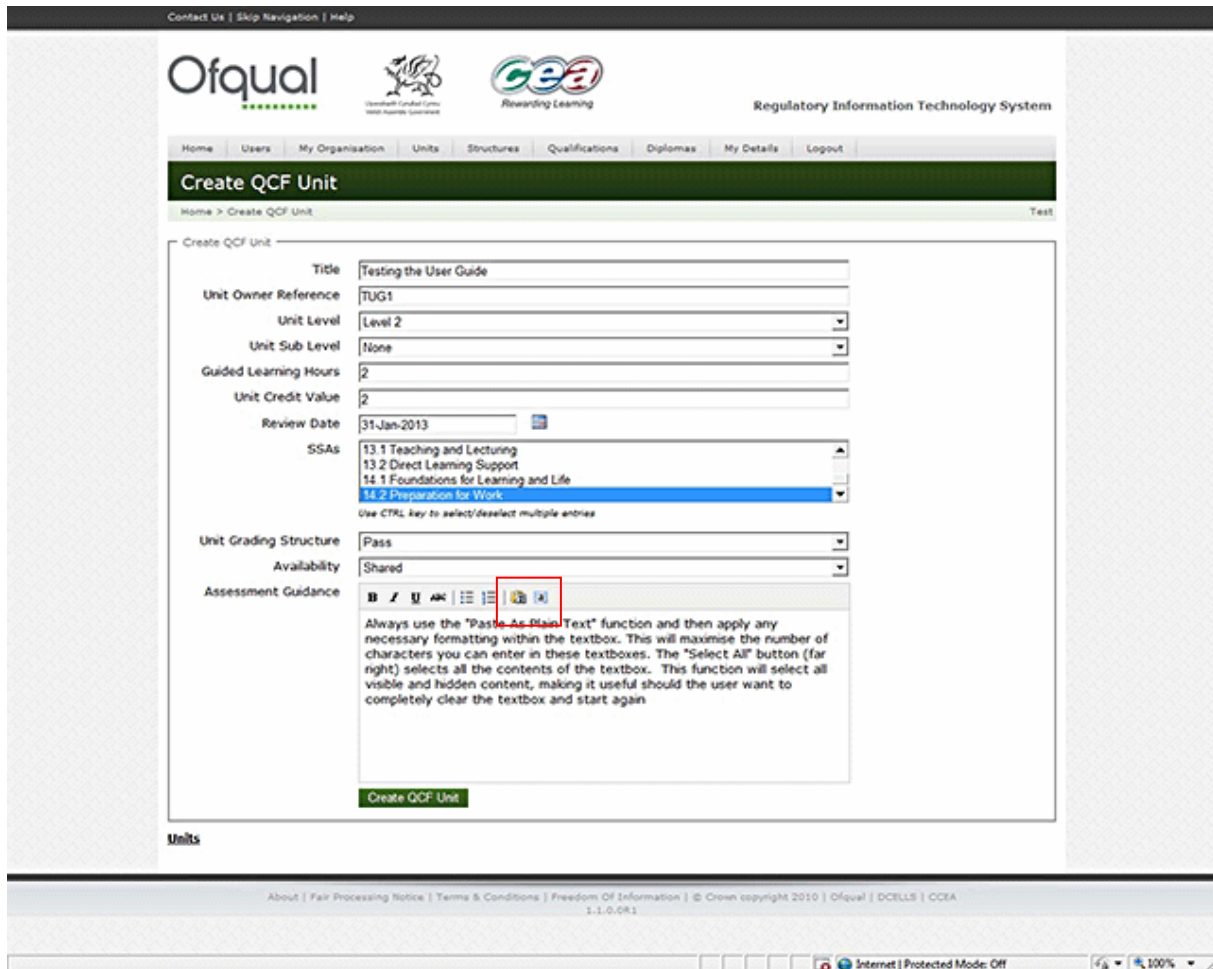 Contact Us | Skip Navigation | Help
Ofqual
Rewarding Learning
Regulatory Information Technology System
Home Users My Organisation Units Structures Qualifications Diplomas My Details Logout
Create QCF Unit
Home > Create QCF Unit Test
Create QCF Unit
Title Testing the User Guide
Unit Owner Reference TUG1
Unit Level Level 2
Unit Sub Level None
Guided Learning Hours 2
Unit Credit Value 2
Review Date 31-Jan-2013
SSAs 13.1 Teaching and Lecturing
13.2 Direct Learning Support
14.1 Foundations for Learning and Life
14.2 Preparation for Work
Use CTRL key to select/deselect multiple entries
Unit Grading Structure Pass
Availability Shared
Assessment Guidance B I U ABC
Always use the "Paste As Plain Text" function and then apply any
necessary formatting within the textbox. This will maximise the number of
characters you can enter in these textboxes. The "Select All" button (far
right) selects all the contents of the textbox. This function will select all
visible and hidden content, making it useful should the user want to
completely clear the textbox and start again
Create QCF Unit
Units
About | Fair Processing Notice | Terms & Conditions | Freedom Of Information | © Crown copyright 2010 | Ofqual | DCELLS | CCEA
1.1.0.0R1
Internet | Protected Mode: Off 100%